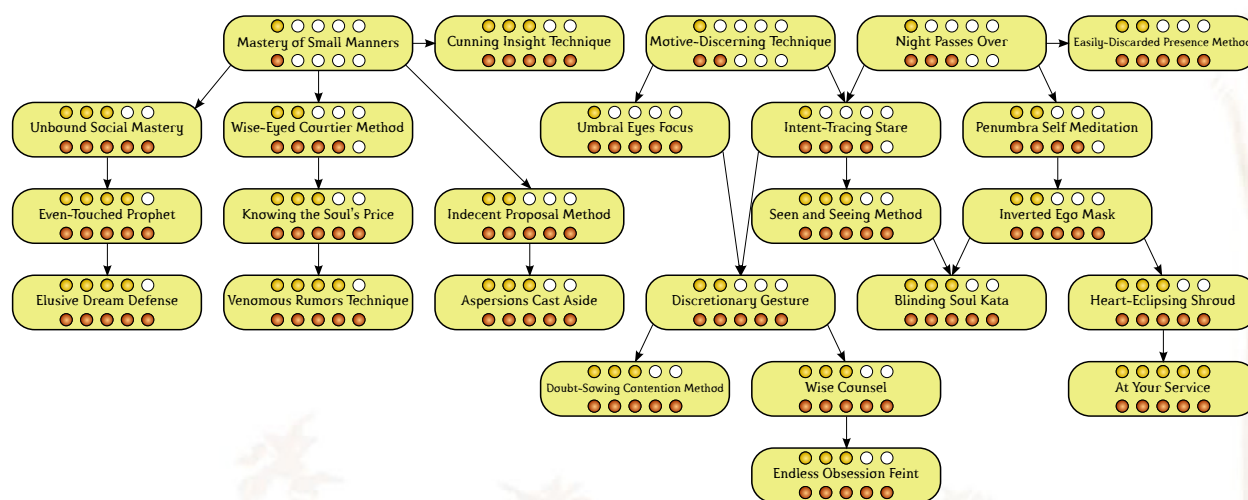 Mastery of Small Manners
Cunning Insight Technique
Motive-Discerning Technique
Night Passes Over
Easily-Discarded Presence Method
Unbound Social Mastery
Wise-Eyed Courtier Method
Umbral Eyes Focus
Intent-Tracing Stare
Penumbra Self Meditation
Even-Touched Prophet
Knowing the Soul's Price
Indecent Proposal Method
Seen and Seeing Method
Inverted Ego Mask
Elusive Dream Defense
Venomous Rumors Technique
Aspersions Cast Aside
Discretionary Gesture
Blinding Soul Kata
Heart-Eclipsing Shroud
Doubt-Sowing Contention Method
Wise Counsel
At Your Service
Endless Obsession Feint